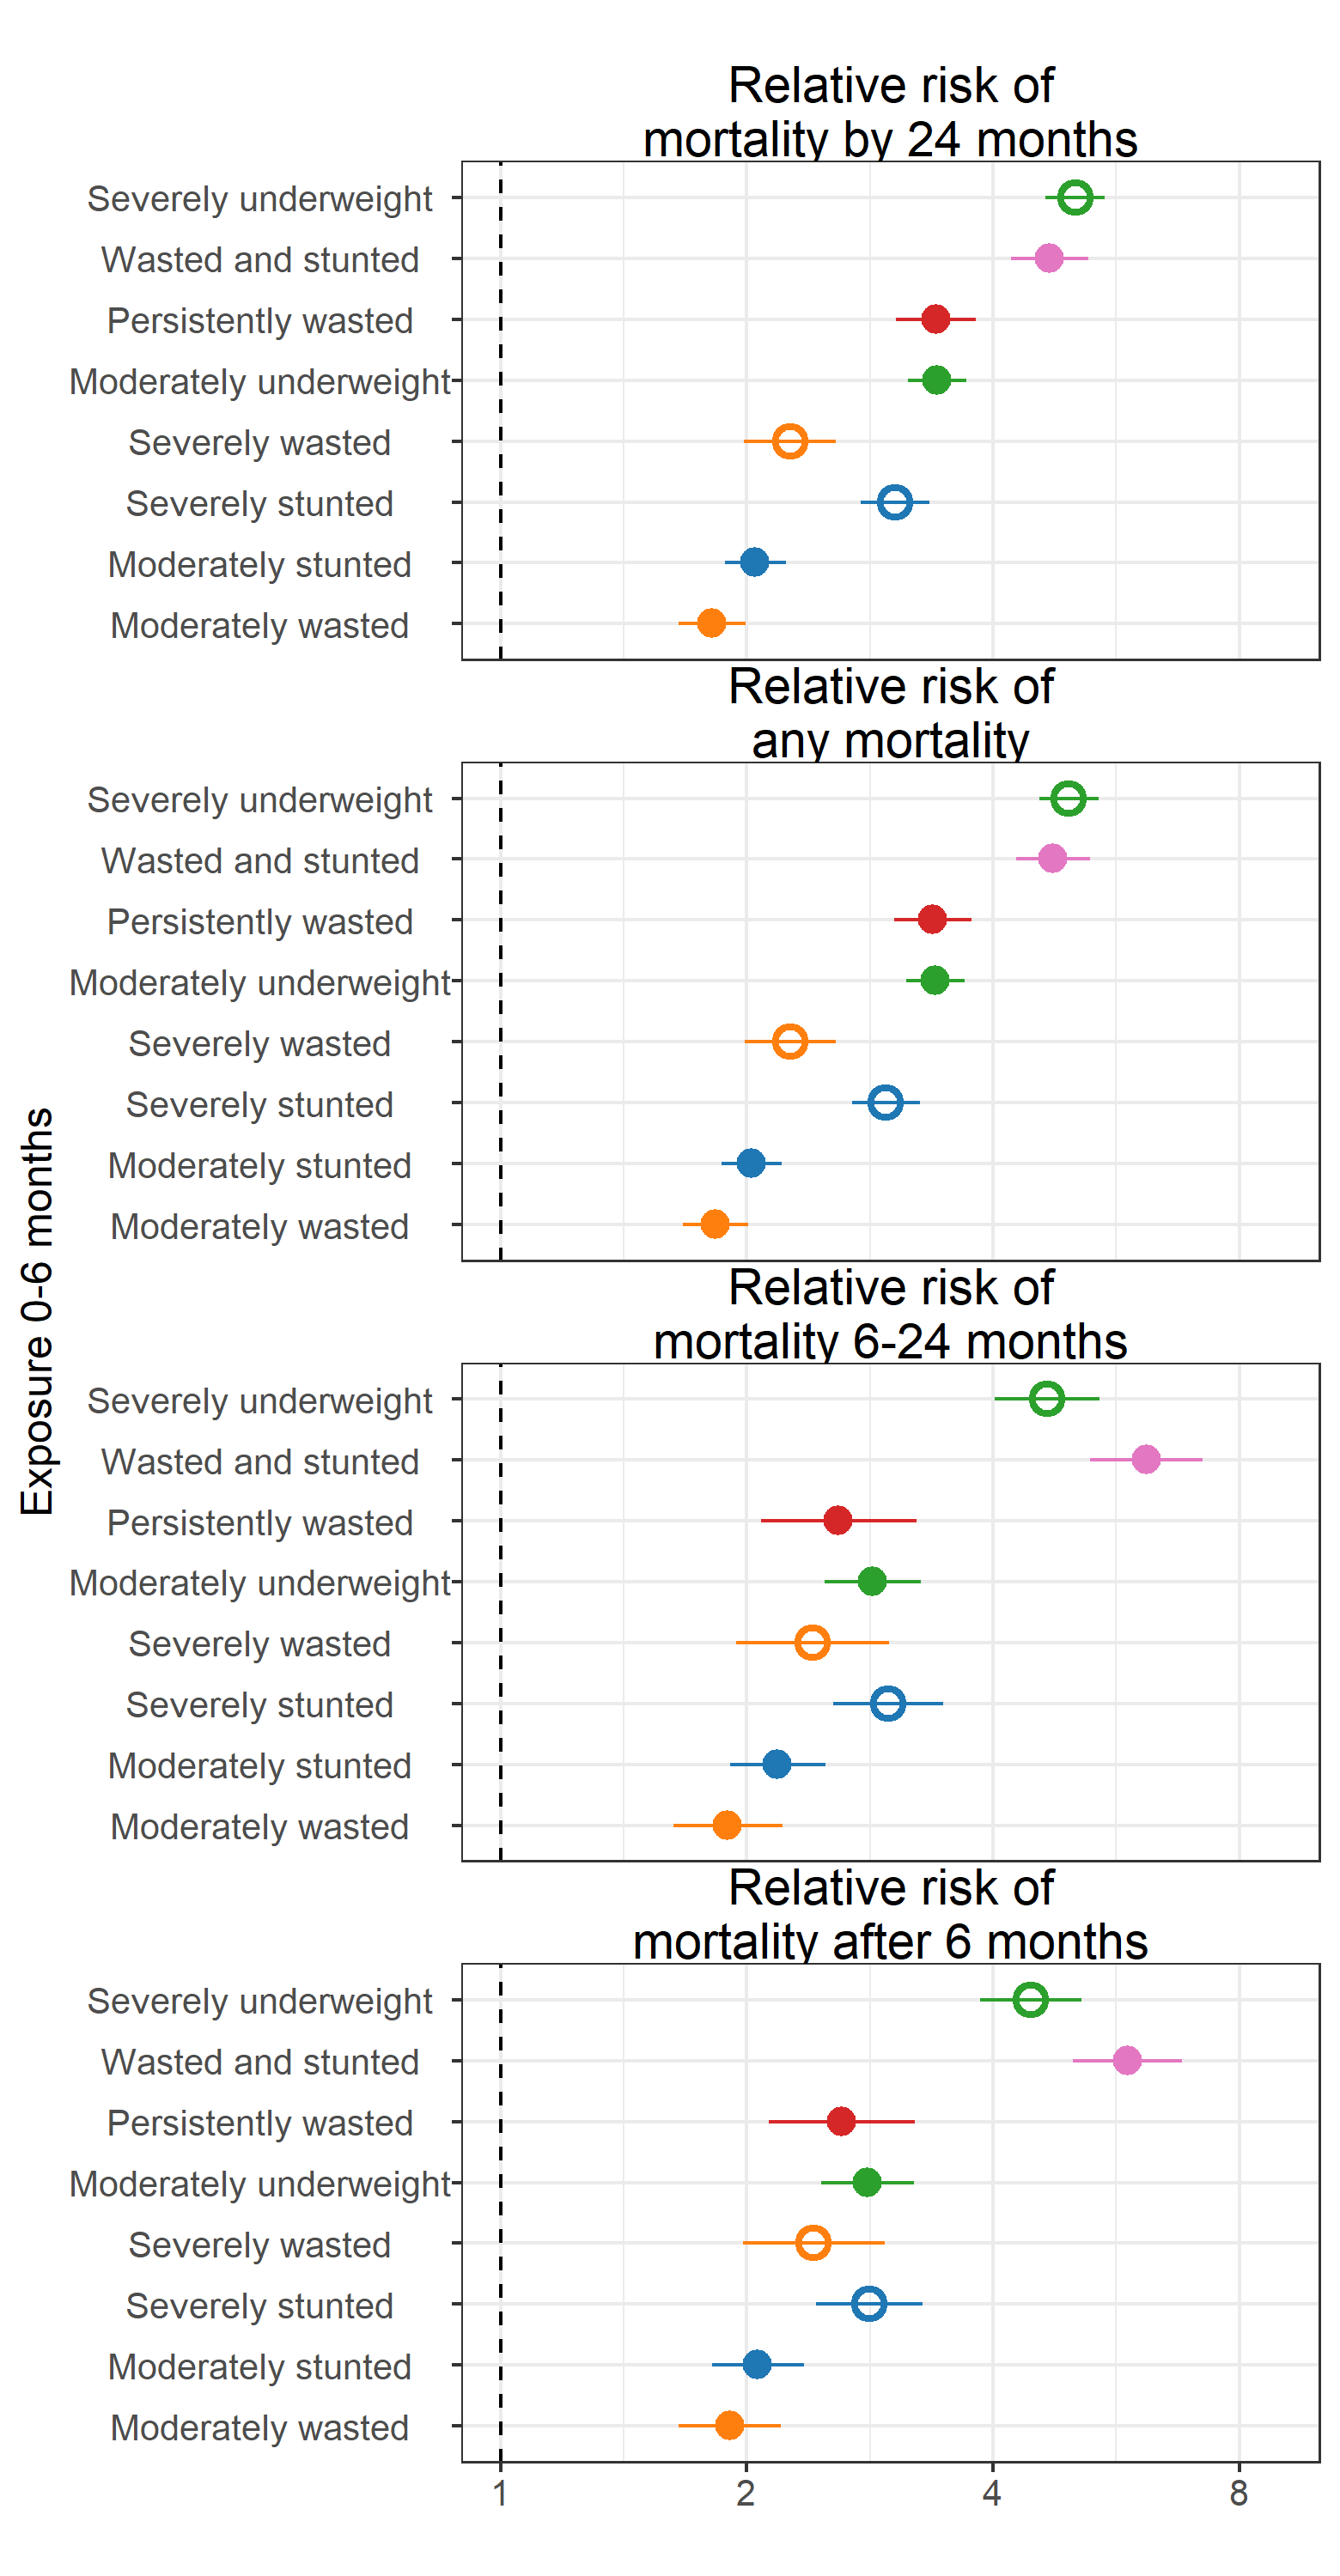 Relative risk of
mortality by 24 months
Severely underweight
Wasted and stunted
Persistently wasted
Moderately underweight
Severely wasted
Severely stunted
Moderately stunted
Moderately wasted
Relative risk of
any mortality
Severely underweight
Wasted and stunted
Persistently wasted
Moderately underweight
Severely wasted
Severely stunted
Moderately stunted
Moderately wasted
Exposure 0-6 months
Relative risk of
mortality 6-24 months
Severely underweight
Wasted and stunted
Persistently wasted
Moderately underweight
Severely wasted
Severely stunted
Moderately stunted
Moderately wasted
Relative risk of
mortality after 6 months
Severely underweight
Wasted and stunted
Persistently wasted
Moderately underweight
Severely wasted
Severely stunted
Moderately stunted
Moderately wasted
1 2 4 8